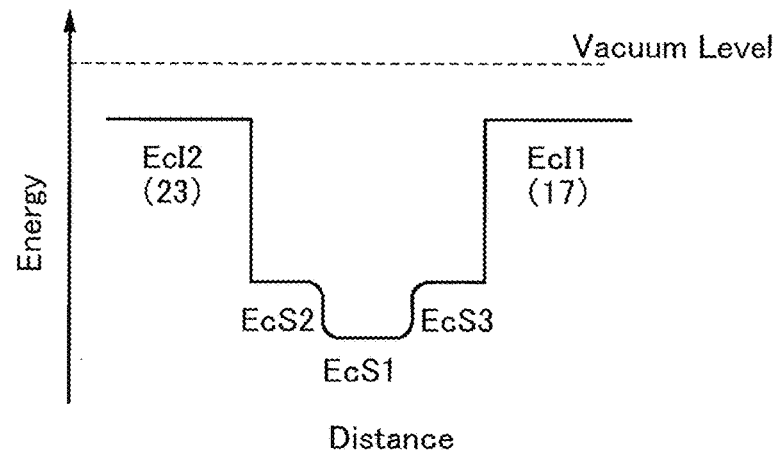 Vacuum Level
EcI2
(23)
EcI1
(17)
Energy
EcS2
EcS3
EcS1
Distance